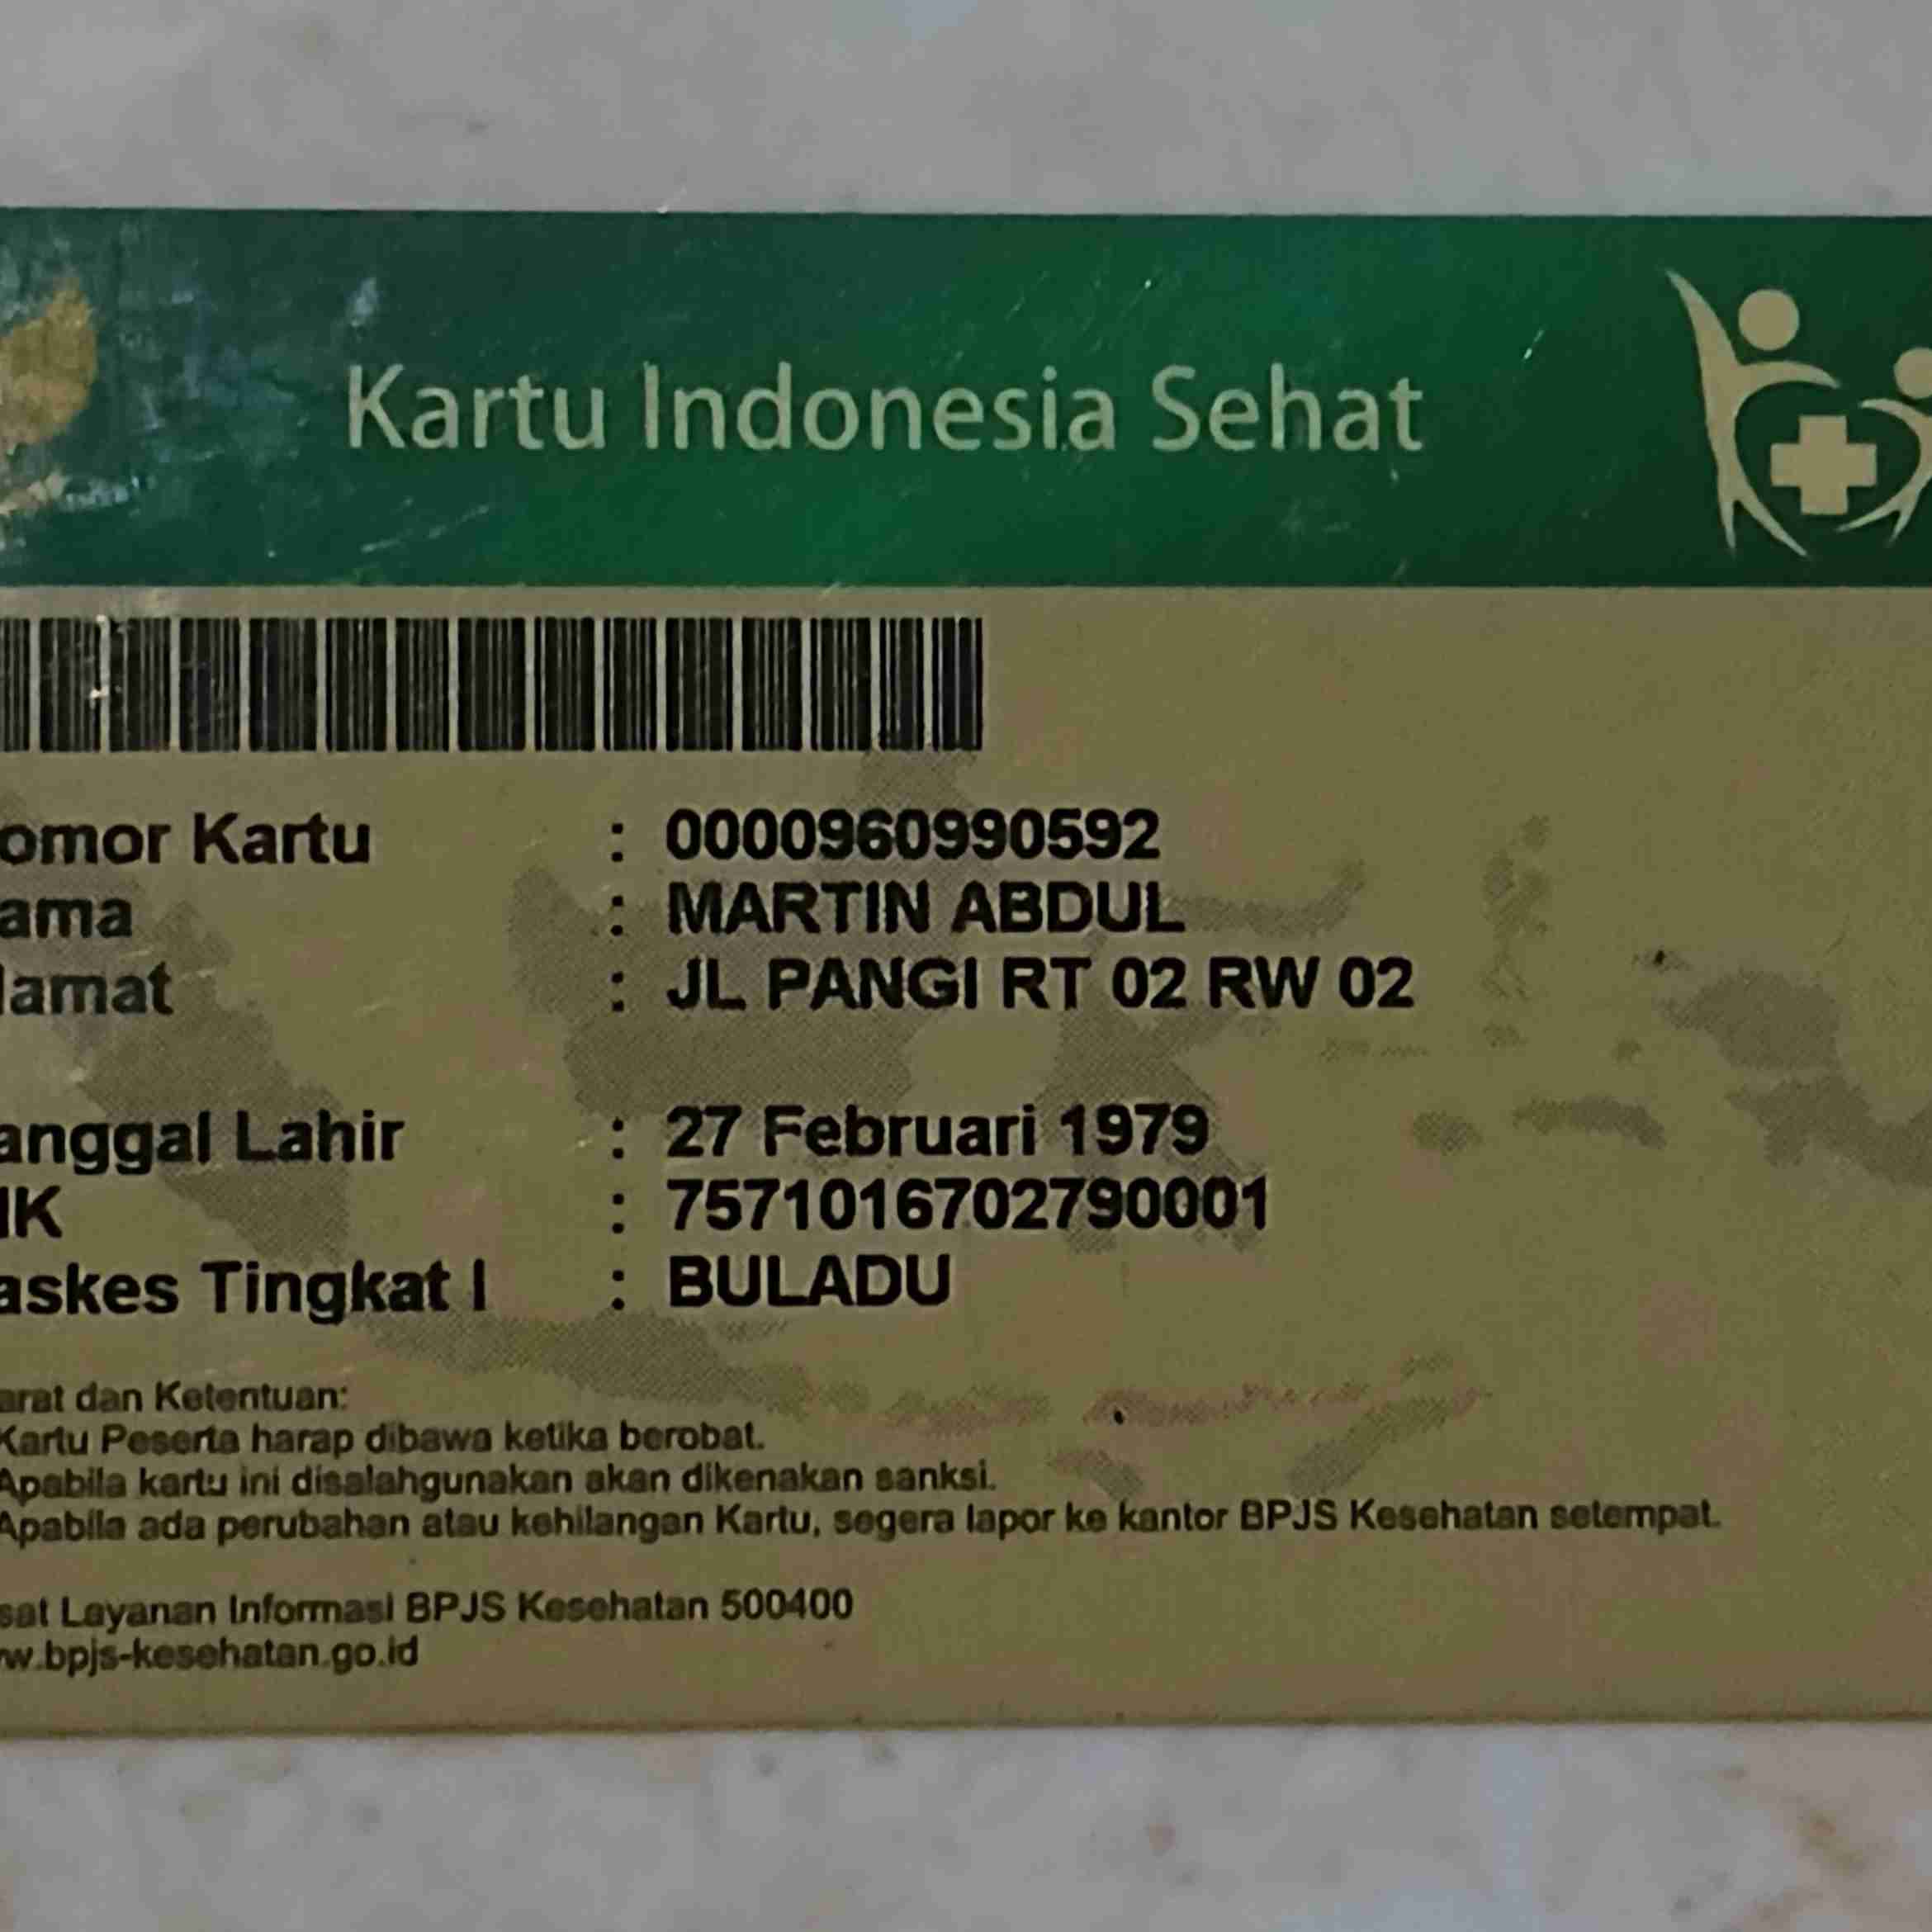 Kartu Indonesia Sehat
omor Kartu : 0000960990592
ama : MARTIN ABDUL
lamat : JL PANGI RT 02 RW 02
anggal Lahir : 27 Februari 1979
IK : 7571016702790001
askes Tingkat I : BULADU
arat dan Ketentuan:
Kartu Peserta harap dibawa ketika berobat.
Apabila kartu ini disalahgunakan akan dikenakan sanksi.
Apabila ada perubahan atau kehilangan Kartu, segera lapor ke kantor BPJS Kesehatan setempat.
sat Layanan Informasi BPJS Kesehatan 500400
w.bpjs-kesehatan.go.id